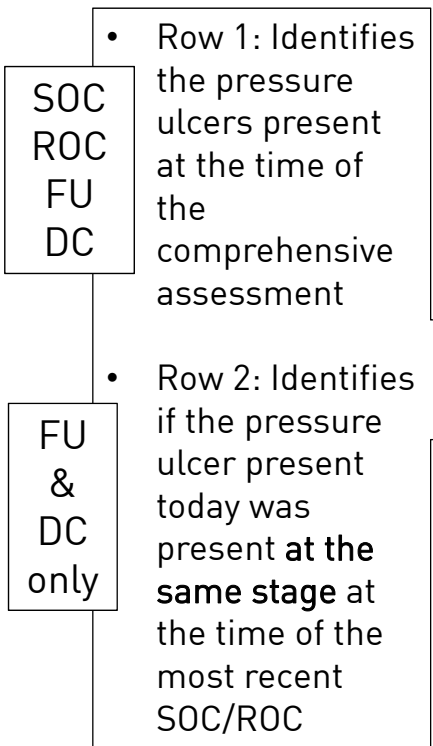 SOC
ROC
FU
DC
• Row 1: Identifies
the pressure
ulcers present
at the time of
the
comprehensive
assessment
FU
&
DC
only
• Row 2: Identifies
if the pressure
ulcer present
today was
present at the
same stage at
the time of the
most recent
SOC/ROC